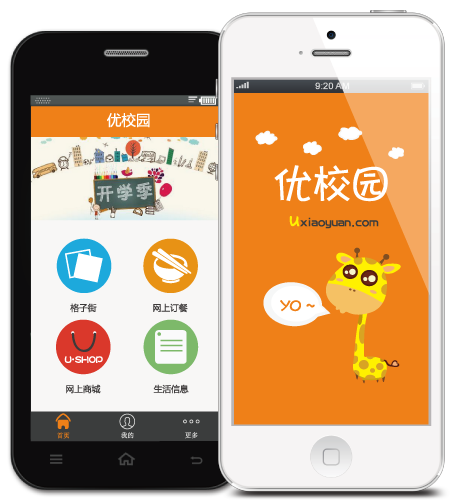 优校园
开学季
格子街
网上订餐
U·SHOP
网上商城
生活信息
首页
我的
更多
9:20 AM
优校园
Uxiaoyuan.com
YO ~